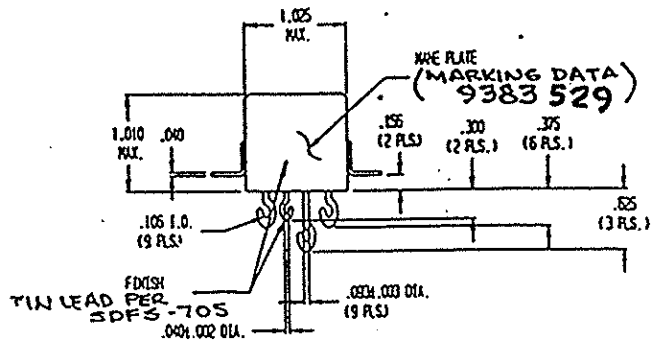 1.025
MAX.
NAME PLATE
(MARKING DATA)
9383 529
1.010
MAX.
.040
.156
(2 PLS.)
.300
(2 PLS.)
.375
(6 PLS.)
.625
(3 PLS.)
.105 I.D.
(9 PLS)
FINISH
TIN LEAD PER
SDFS-705
.093±.003 DIA.
(9 PLS)
.040±.002 DIA.